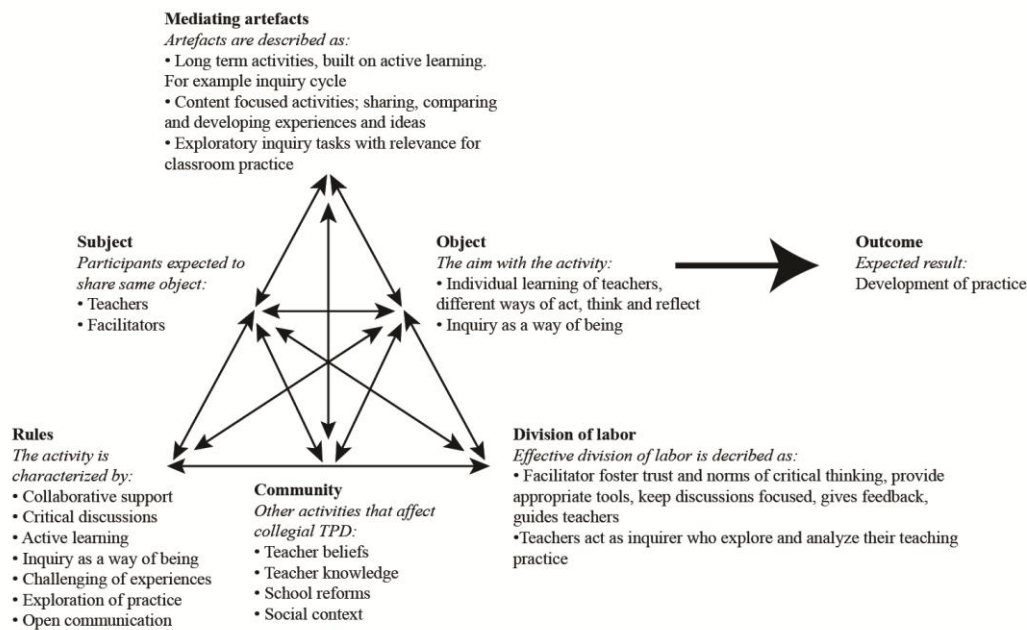 Mediating artefacts
Artefacts are described as:
• Long term activities, built on active learning.
For example inquiry cycle
• Content focused activities; sharing, comparing
and developing experiences and ideas
• Exploratory inquiry tasks with relevance for
classroom practice
Subject
Participants expected to
share same object:
• Teachers
• Facilitators
Object
The aim with the activity:
• Individual learning of teachers,
different ways of act, think and reflect
• Inquiry as a way of being
Outcome
Expected result:
Development of practice
Rules
The activity is
characterized by:
• Collaborative support
• Critical discussions
• Active learning
• Inquiry as a way of being
• Challenging of experiences
• Exploration of practice
• Open communication
Community
Other activities that affect
collegial TPD:
• Teacher beliefs
• Teacher knowledge
• School reforms
• Social context
Division of labor
Effective division of labor is decribed as:
• Facilitator foster trust and norms of critical thinking, provide
appropriate tools, keep discussions focused, gives feedback,
guides teachers
•Teachers act as inquirer who explore and analyze their teaching
practice